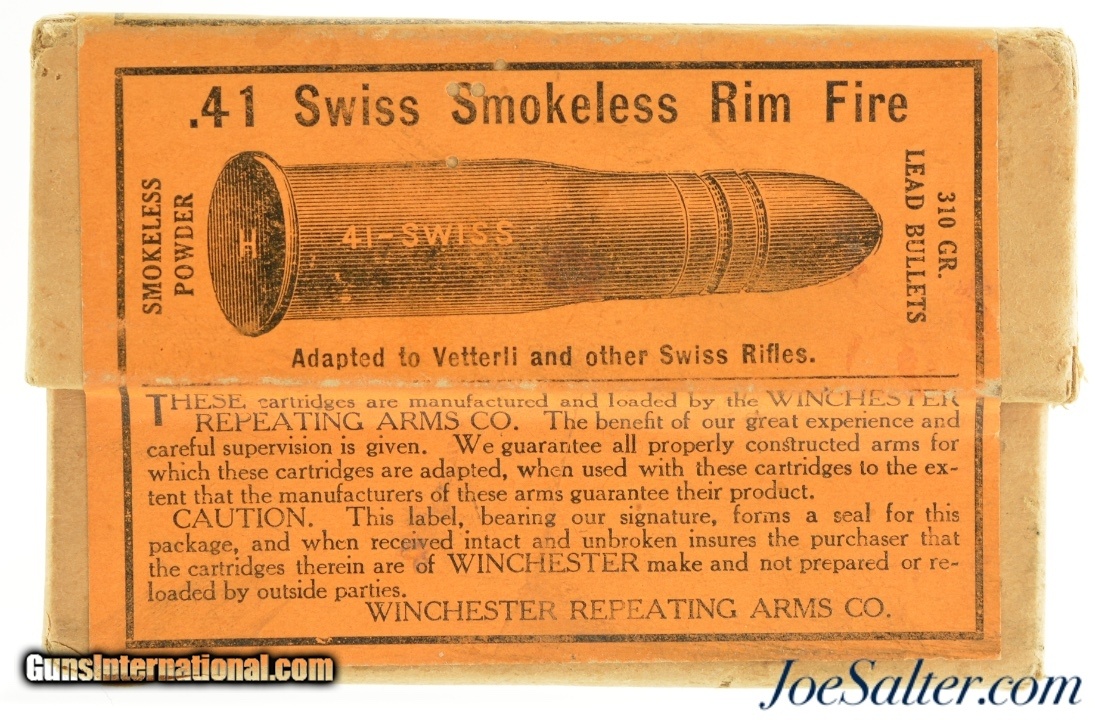 .41 Swiss Smokeless Rim Fire
SMOKELESS
POWDER
H
41-SWISS
310 GR.
LEAD BULLETS
Adapted to Vetterli and other Swiss Rifles.
THESE cartridges are manufactured and loaded by the WINCHESTER
REPEATING ARMS CO. The benefit of our great experience and
careful supervision is given. We guarantee all properly constructed arms for
which these cartridges are adapted, when used with these cartridges to the ex-
tent that the manufacturers of these arms guarantee their product.
CAUTION. This label, bearing our signature, forms a seal for this
package, and when received intact and unbroken insures the purchaser that
the cartridges therein are of WINCHESTER make and not prepared or re-
loaded by outside parties.
WINCHESTER REPEATING ARMS CO.
GunsInternational.com
JoeSalter.com